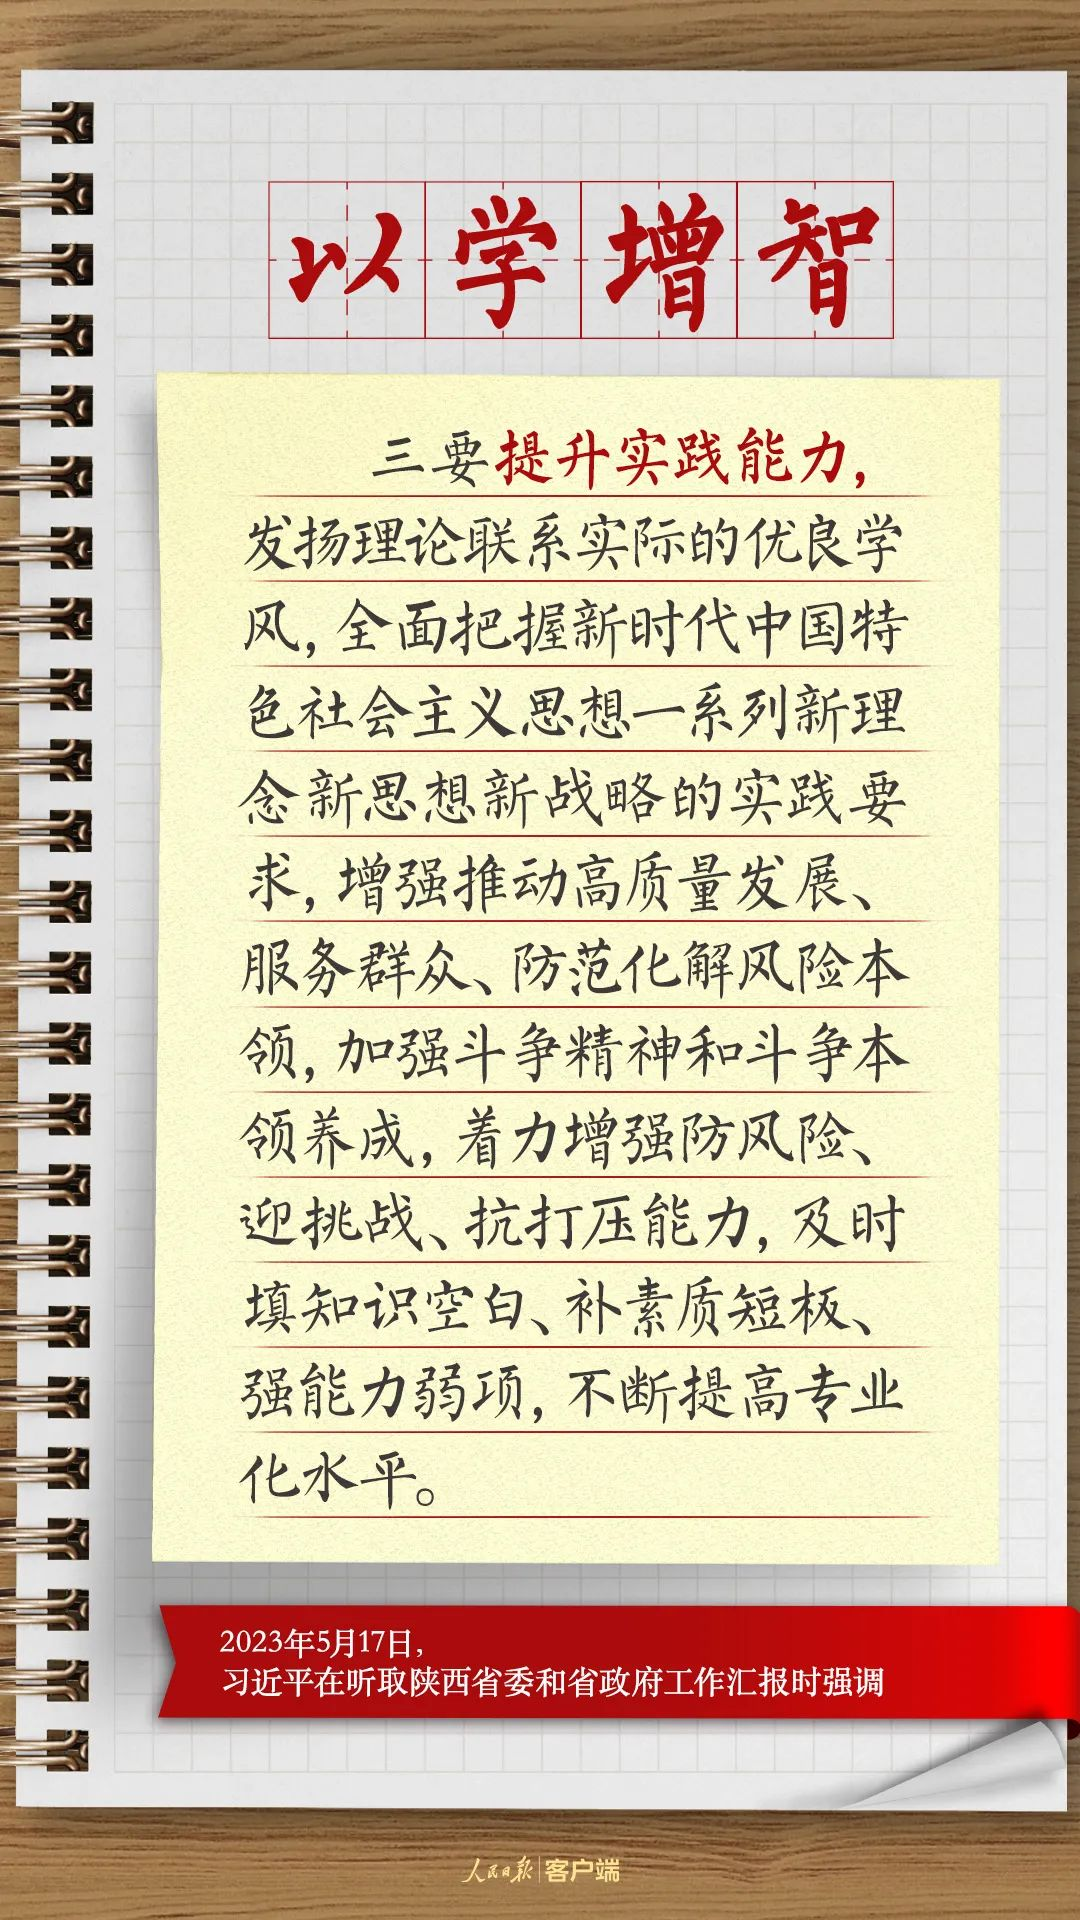 以学增智
三要提升实践能力，
发扬理论联系实际的优良学
风，全面把握新时代中国特
色社会主义思想一系列新理
念新思想新战略的实践要
求，增强推动高质量发展、
服务群众、防范化解风险本
领，加强斗争精神和斗争本
领养成，着力增强防风险、
迎挑战、抗打压能力，及时
填知识空白、补素质短板、
强能力弱项，不断提高专业
化水平。
2023年5月17日，
习近平在听取陕西省委和省政府工作汇报时强调
人民日报|客户端